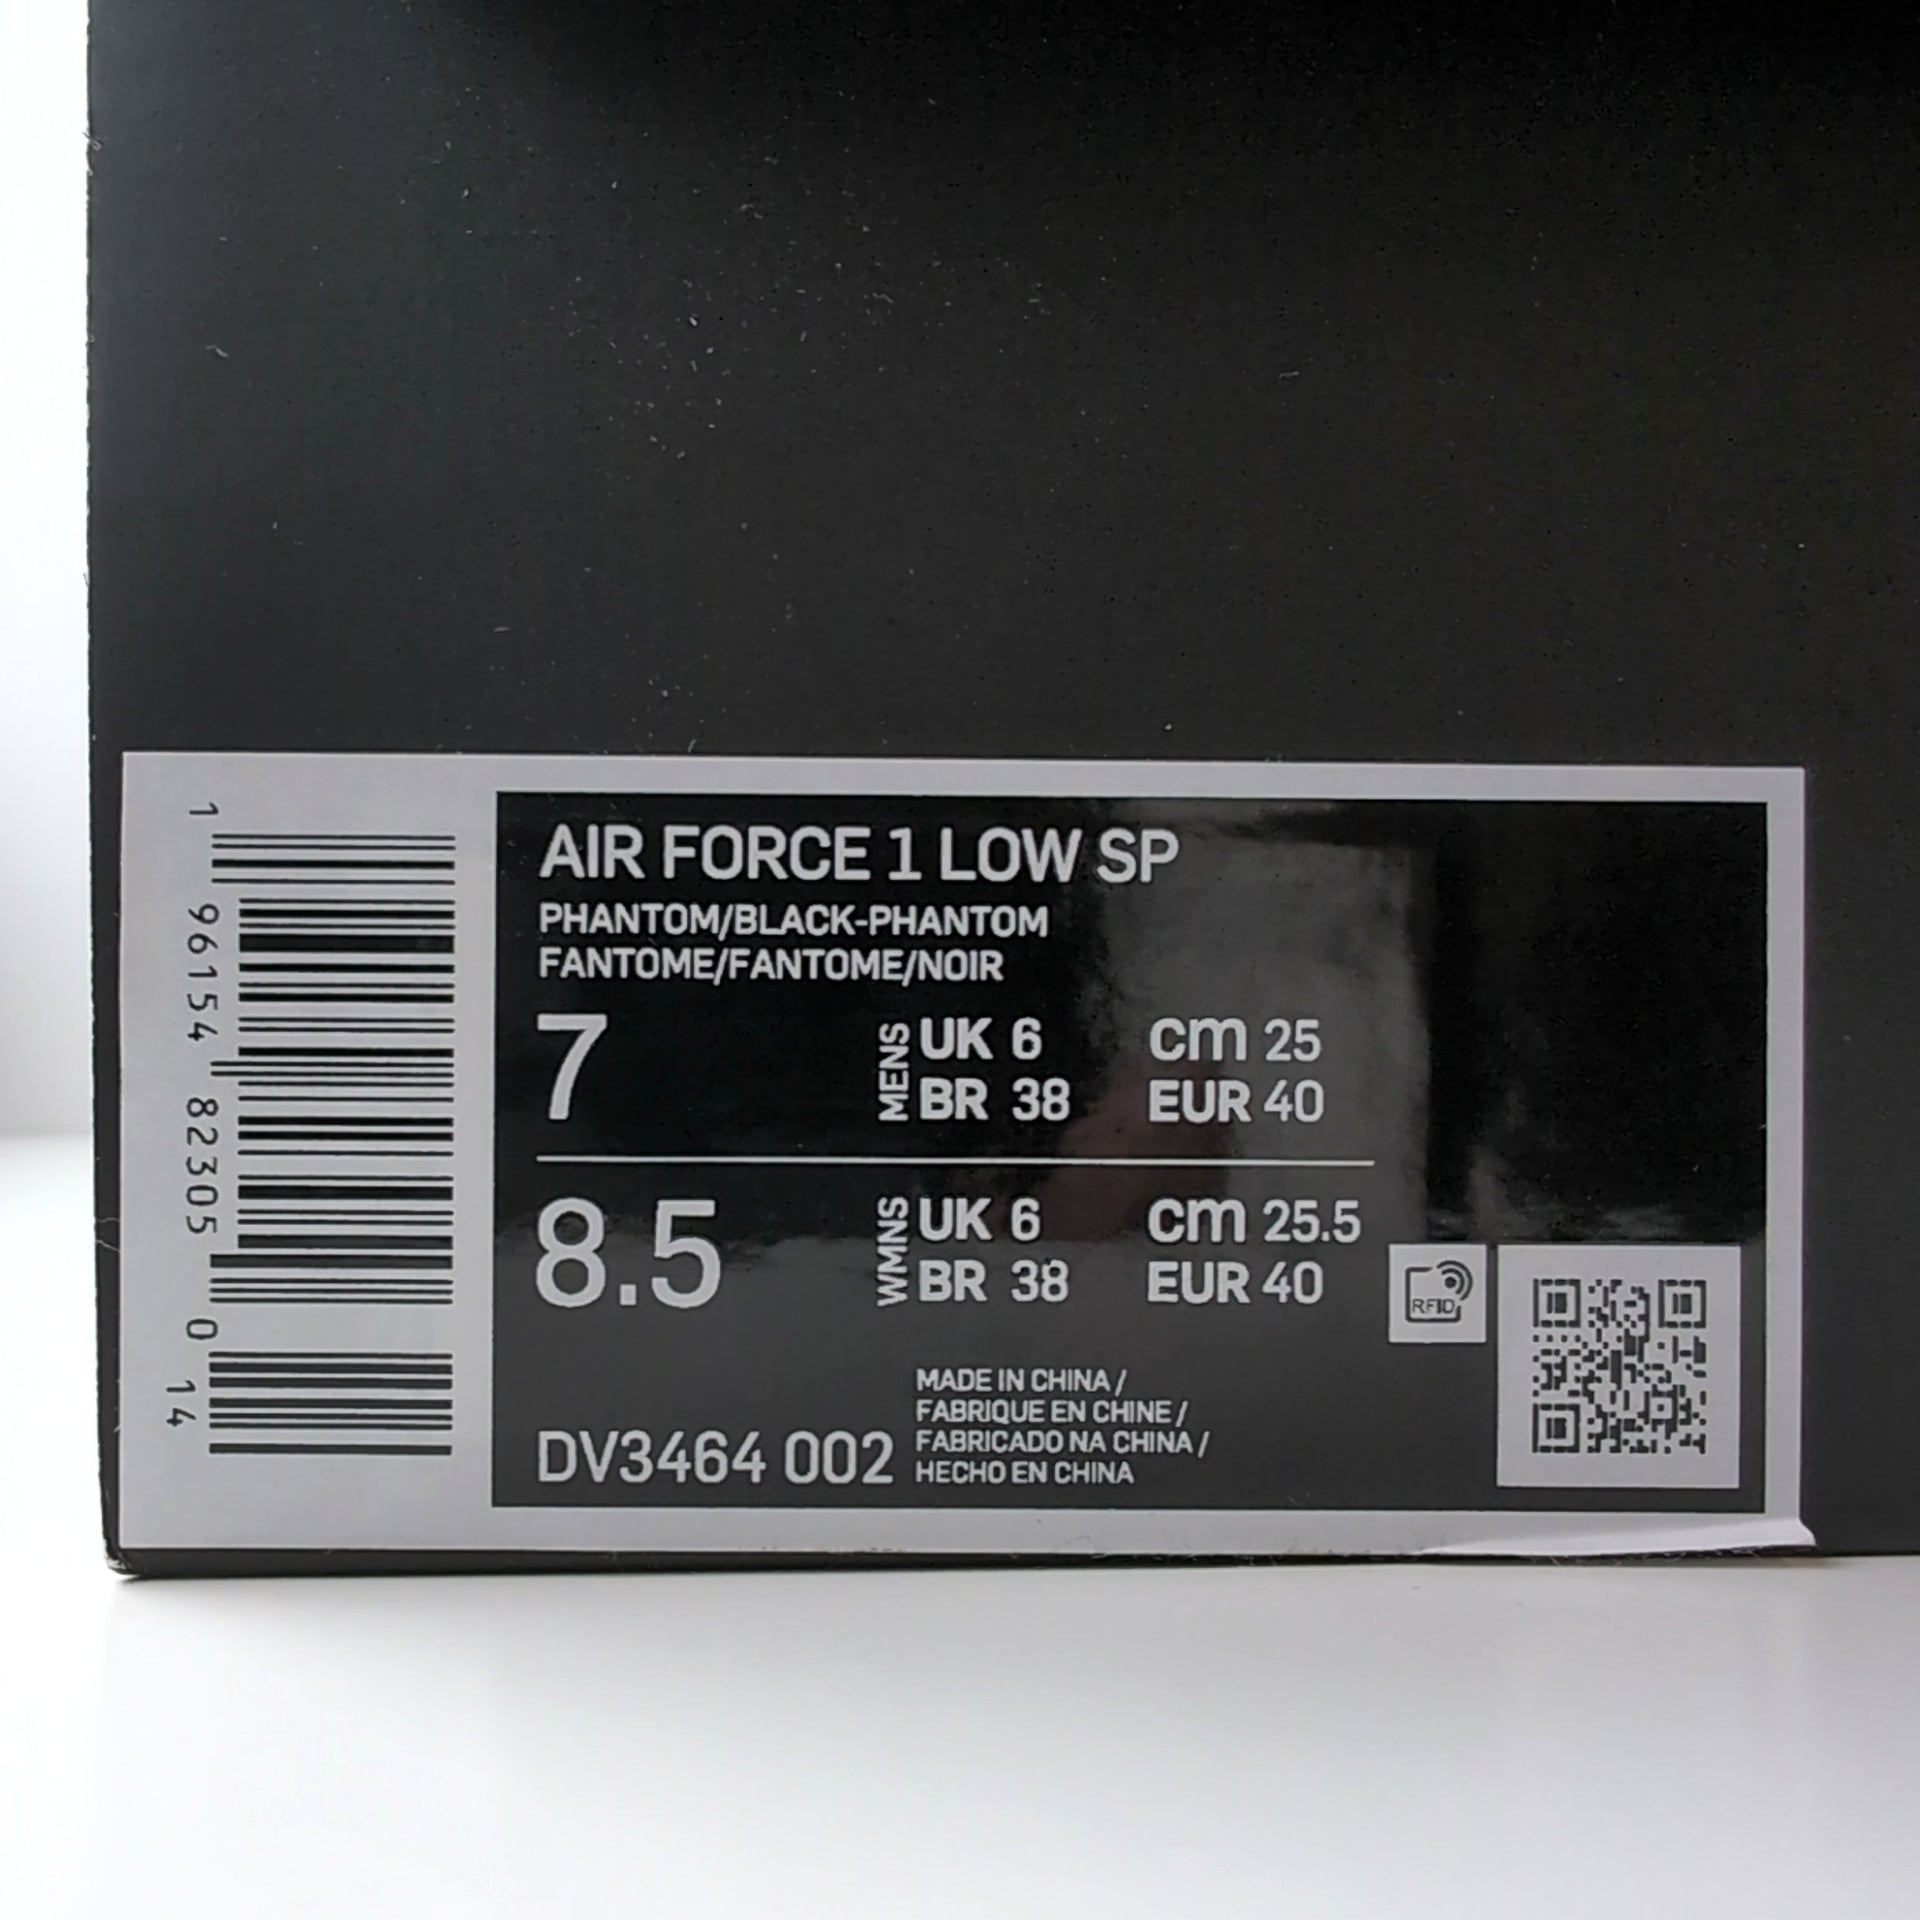 AIR FORCE 1 LOW SP
PHANTOM/BLACK-PHANTOM
FANTOME/FANTOME/NOIR
7 MENS UK 6 cm 25
BR 38 EUR 40
8.5 WMNS UK 6 cm 25.5
BR 38 EUR 40
MADE IN CHINA /
FABRIQUE EN CHINE /
FABRICADO NA CHINA /
HECHO EN CHINA
DV3464 002
RFID
1 96154 82305 0 14